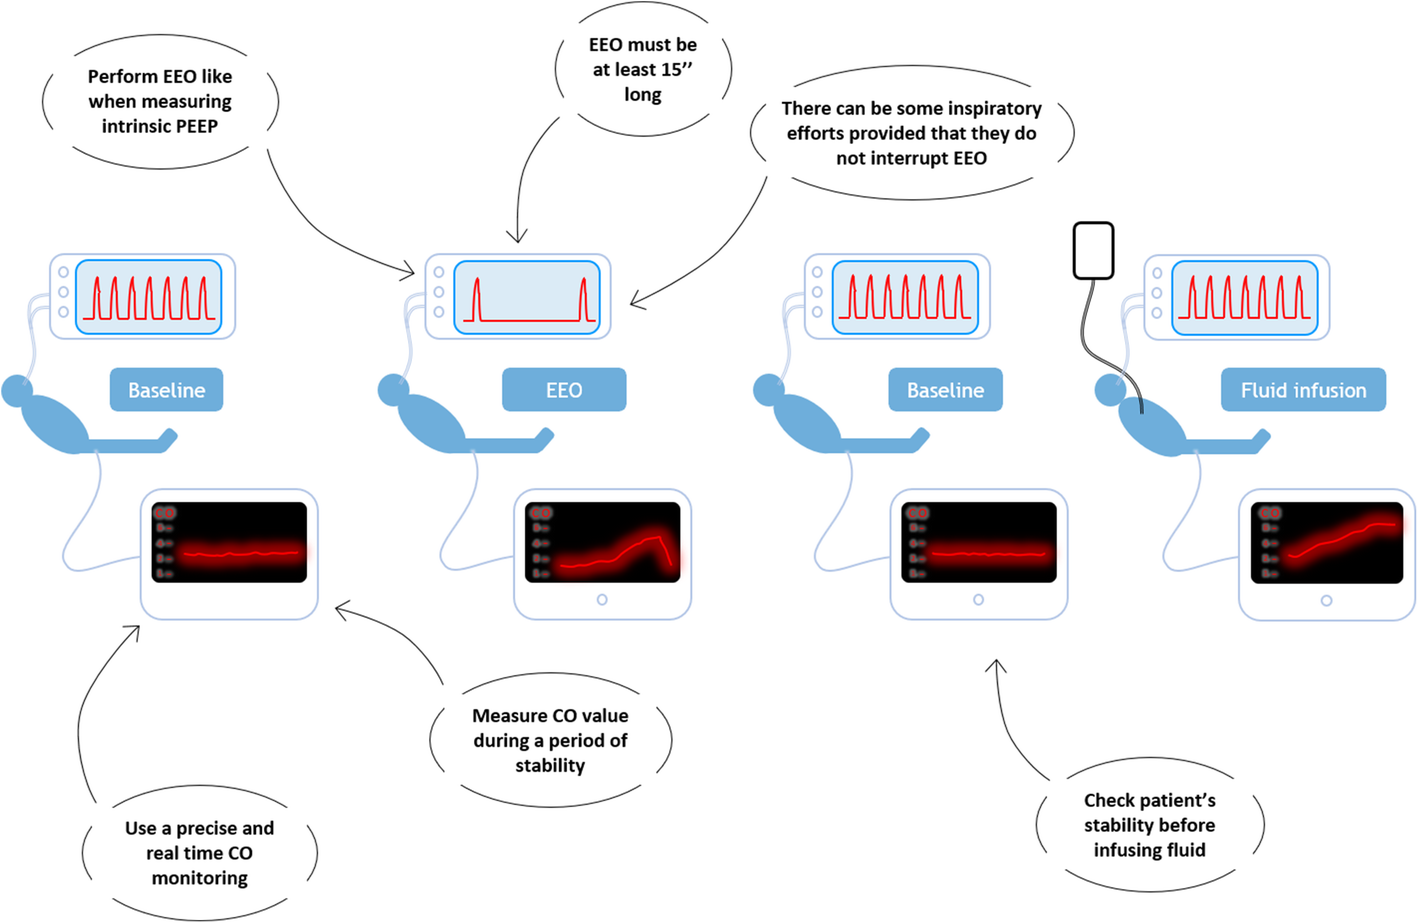 EEO must be
at least 15’’
long
Perform EEO like
when measuring
intrinsic PEEP
There can be some inspiratory
efforts provided that they do
not interrupt EEO
Baseline
EEO
Baseline
Fluid infusion
CO
CO
CO
CO
Measure CO value
during a period of
stability
Use a precise and
real time CO
monitoring
Check patient’s
stability before
infusing fluid